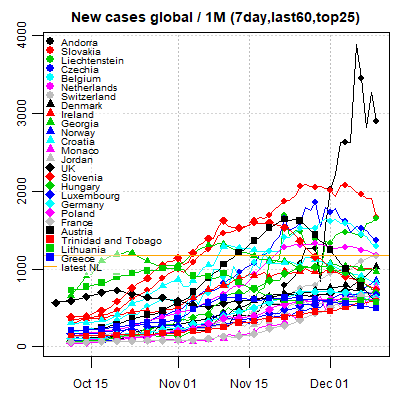 New cases global / 1M (7day,last60,top25)
4000
3000
2000
1000
0
Andorra
Slovakia
Liechtenstein
Czechia
Belgium
Netherlands
Switzerland
Denmark
Ireland
Georgia
Norway
Croatia
Monaco
Jordan
UK
Slovenia
Hungary
Luxembourg
Germany
Poland
France
Austria
Trinidad and Tobago
Lithuania
Greece
latest NL
Oct 15
Nov 01
Nov 15
Dec 01